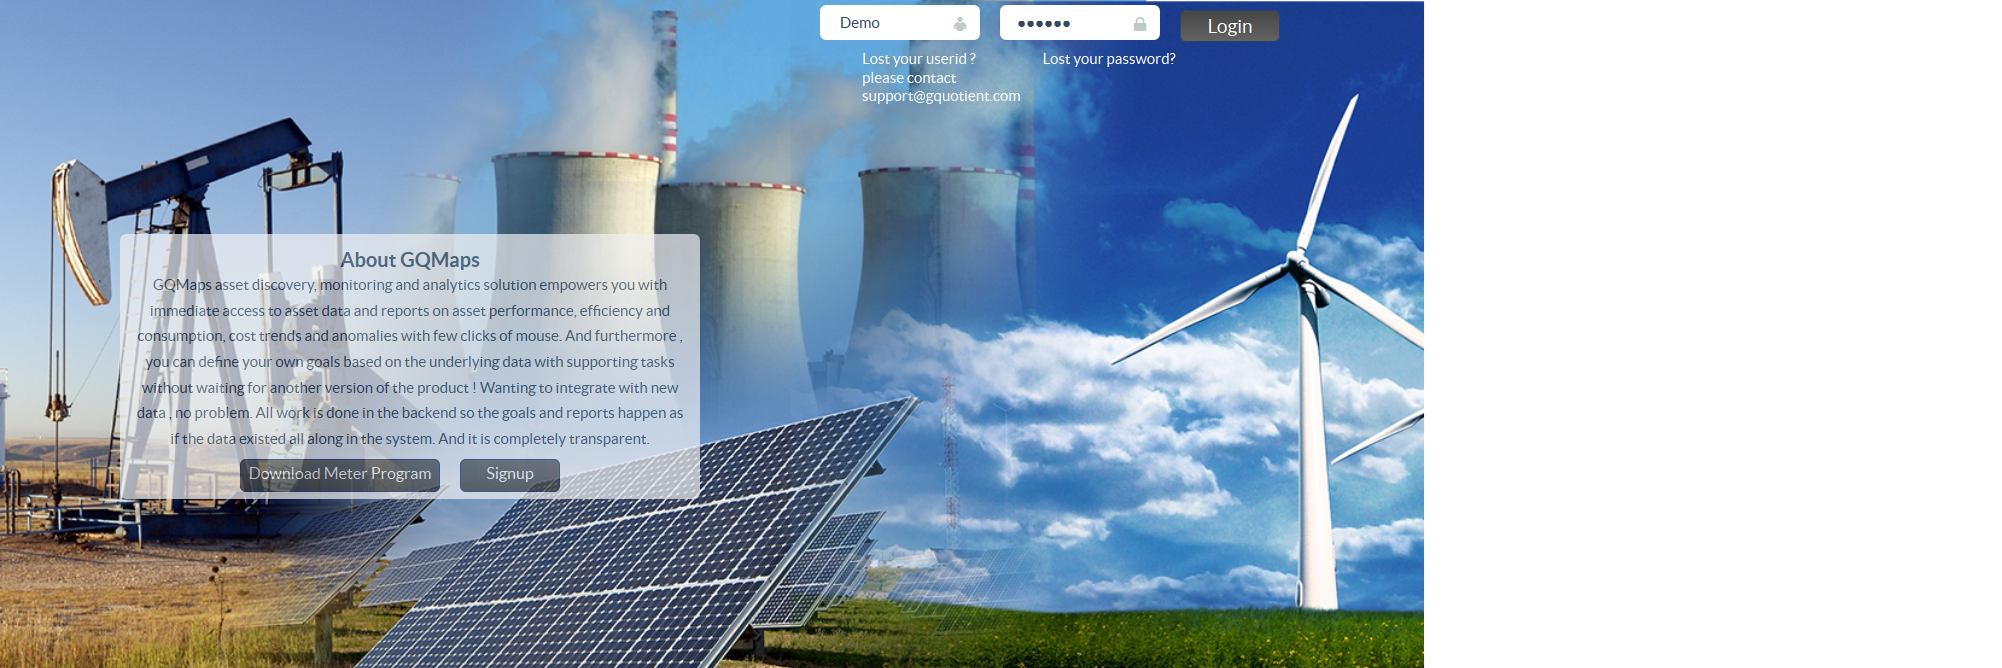 Demo
●●●●●●
Login
Lost your userid ?
please contact
support@gquotient.com
Lost your password?
About GQMaps
GQMaps asset discovery, monitoring and analytics solution empowers you with
immediate access to asset data and reports on asset performance, efficiency and
consumption, cost trends and anomalies with few clicks of mouse. And furthermore ,
you can define your own goals based on the underlying data with supporting tasks
without waiting for another version of the product ! Wanting to integrate with new
data , no problem. All work is done in the backend so the goals and reports happen as
if the data existed all along in the system. And it is completely transparent.
Download Meter Program
Signup